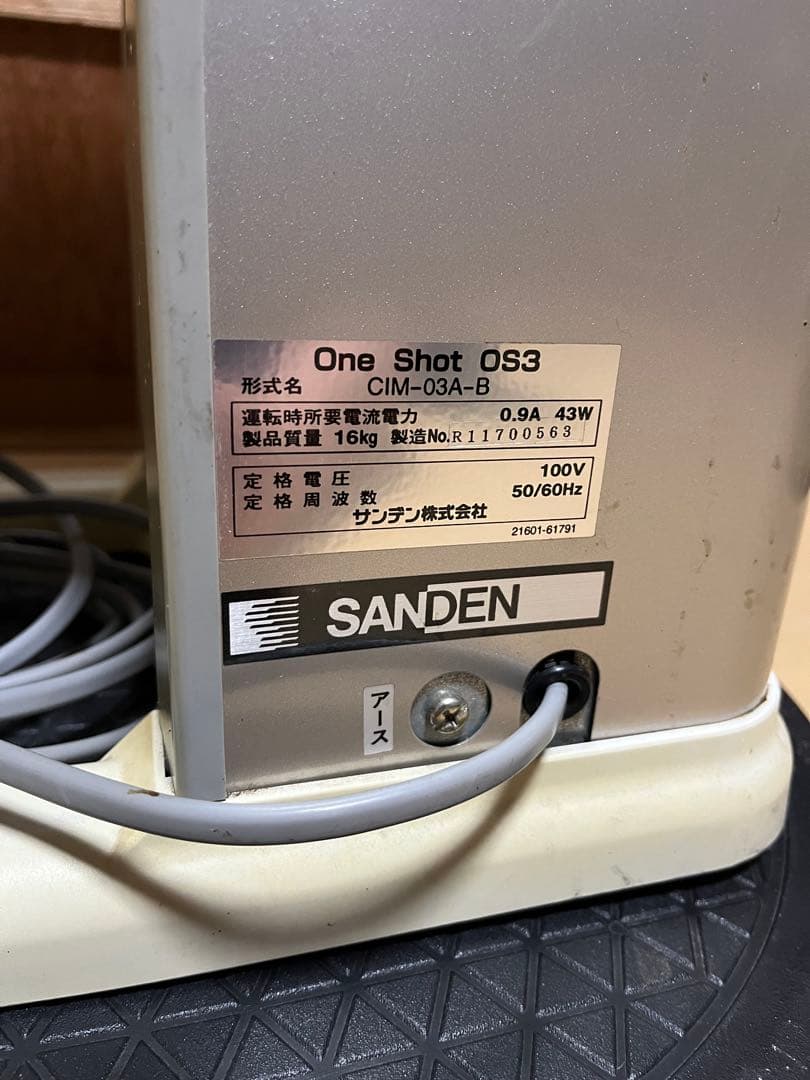 One Shot OS3
形式名 CIM-03A-B
運転時所要電流電力 0.9A 43W
製品質量 16kg 製造No.R11700563
定格電圧 100V
定格周波数 50/60Hz
サンデン株式会社
21601-61791
SANDEN
アース